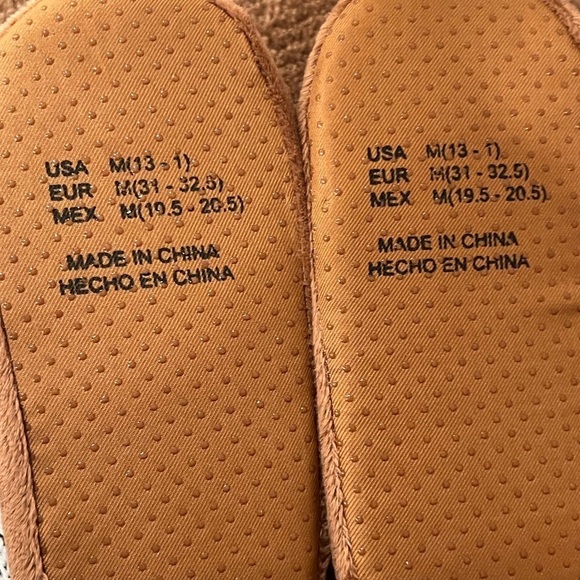 USA M(13 - 1)
EUR M(31 - 32.5)
MEX M(19.5 - 20.5)
MADE IN CHINA
HECHO EN CHINA
USA M(13 - 1)
EUR M(31 - 32.5)
MEX M(19.5 - 20.5)
MADE IN CHINA
HECHO EN CHINA